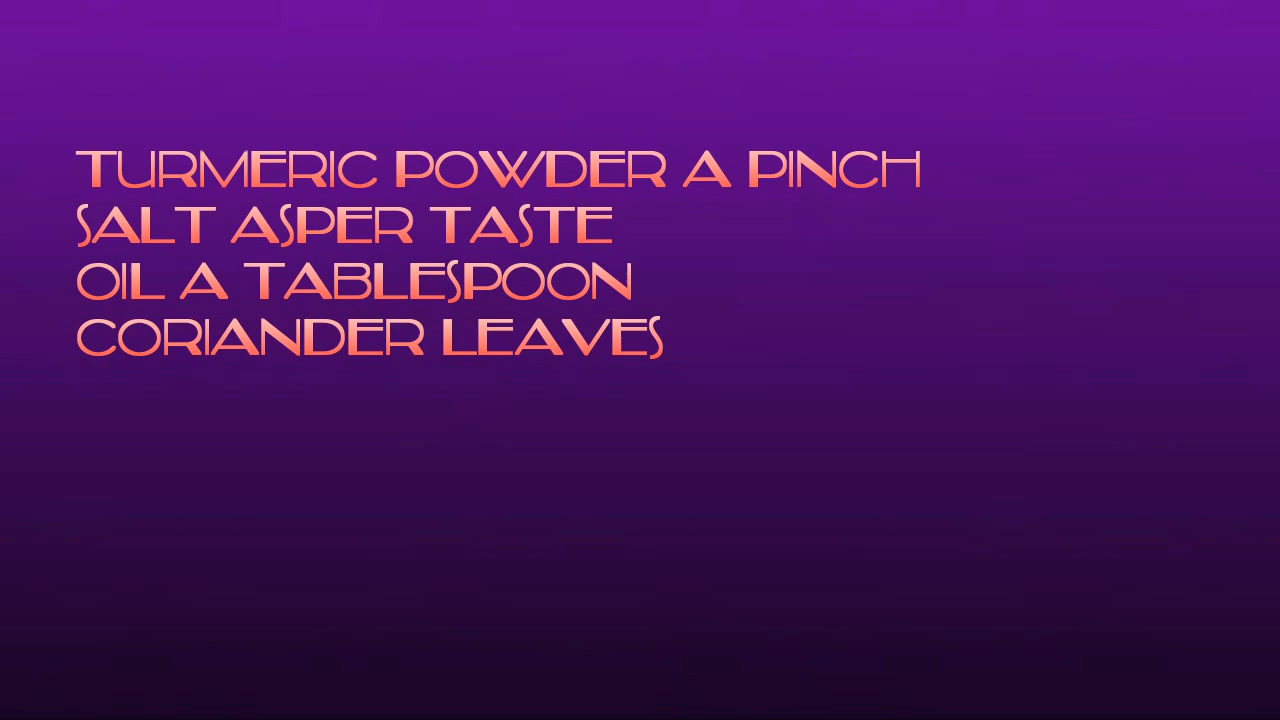 TURMERIC POWDER A PINCH
SALT ASPER TASTE
OIL A TABLESPOON
CORIANDER LEAVES